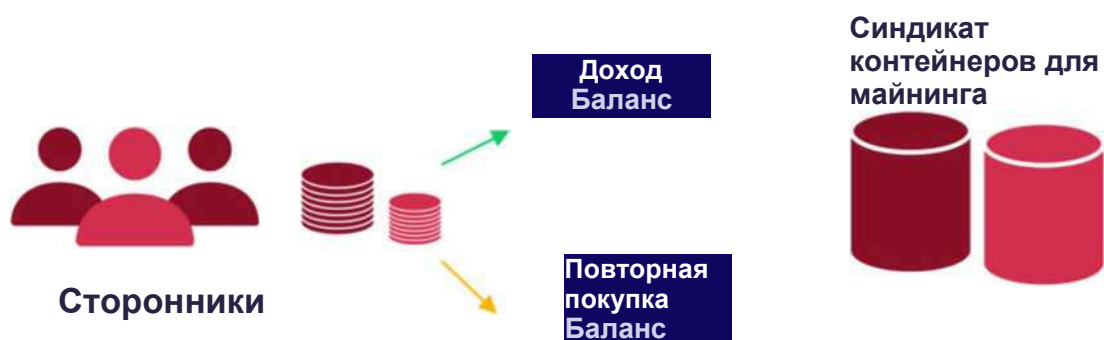 Синдикат
контейнеров для
майнинга
Доход
Баланс
Повторная
покупка
Баланс
Сторонники